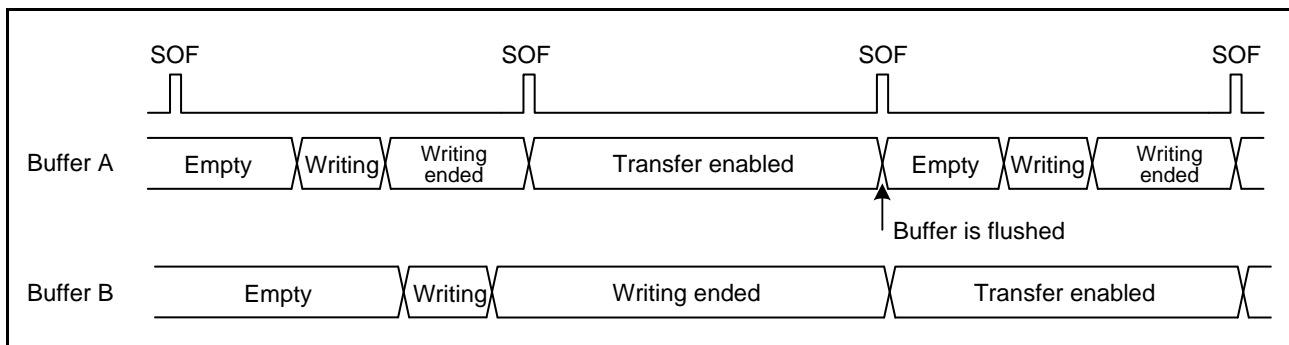 SOF SOF SOF SOF
Buffer A Empty Writing Writing ended Transfer enabled Empty Writing Writing ended
Buffer is flushed
Buffer B Empty Writing Writing ended Transfer enabled